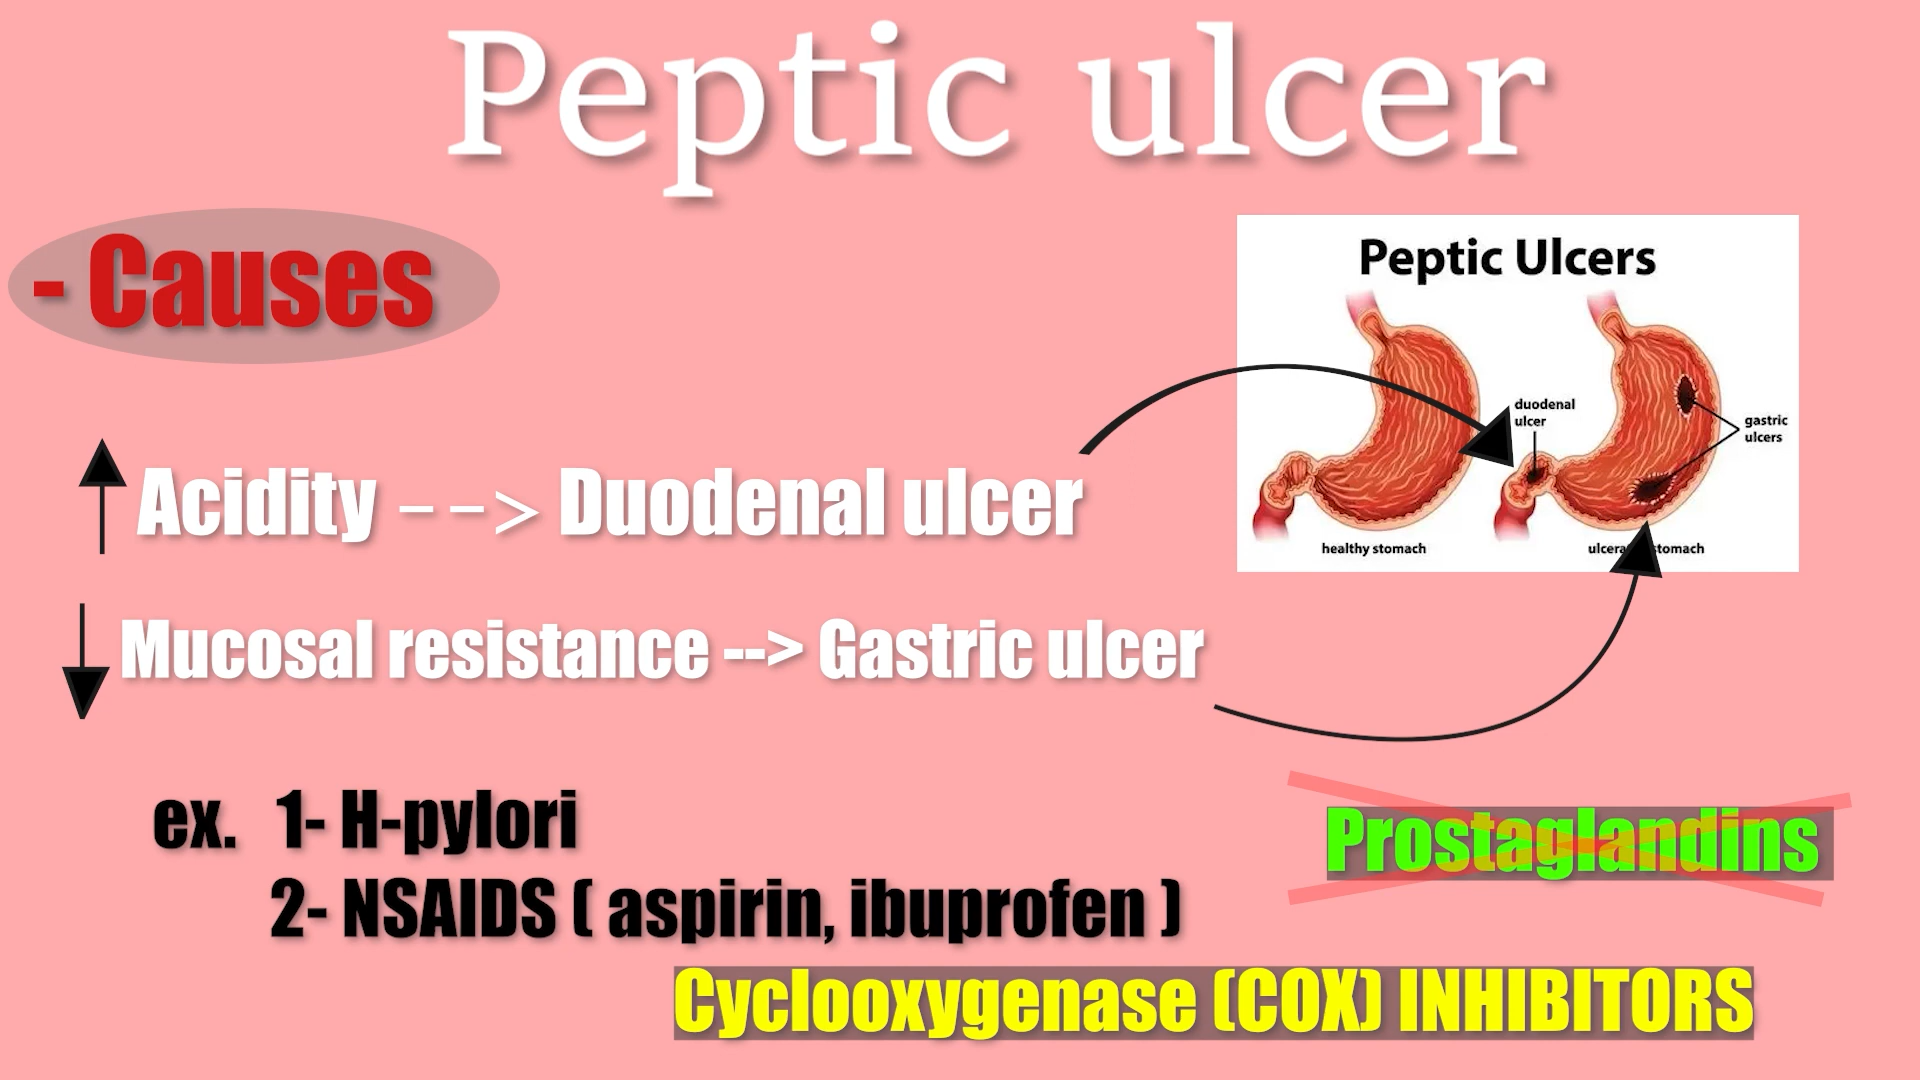 Peptic ulcer
- Causes
Peptic Ulcers
duodenal
ulcer
gastric
ulcers
healthy stomach
stomach
Acidity --> Duodenal ulcer
Mucosal resistance --> Gastric ulcer
ex. 1- H-pylori
2- NSAIDS ( aspirin, ibuprofen )
Prostaglandins
Cyclooxygenase (COX) INHIBITORS